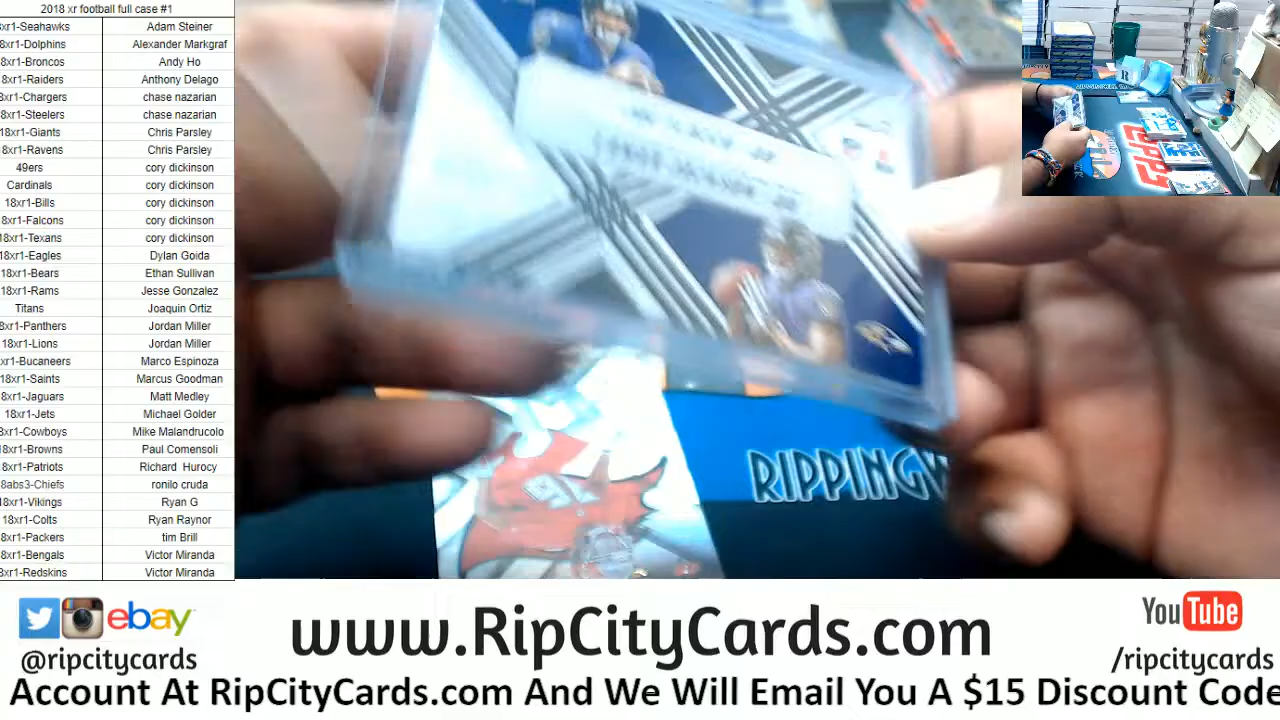 2018 xr football full case #1
xr1-Seahawks Adam Steiner
8xr1-Dolphins Alexander Markgraf
8xr1-Broncos Andy Ho
8xr1-Raiders Anthony Delago
8xr1-Chargers chase nazarian
8xr1-Steelers chase nazarian
18xr1-Giants Chris Parsley
8xr1-Ravens Chris Parsley
49ers cory dickinson
Cardinals cory dickinson
18xr1-Bills cory dickinson
8xr1-Falcons cory dickinson
18xr1-Texans cory dickinson
18xr1-Eagles Dylan Goida
18xr1-Bears Ethan Sullivan
18xr1-Rams Jesse Gonzalez
Titans Joaquin Ortiz
8xr1-Panthers Jordan Miller
18xr1-Lions Jordan Miller
xr1-Bucaneers Marco Espinoza
18xr1-Saints Marcus Goodman
8xr1-Jaguars Matt Medley
18xr1-Jets Michael Golder
8xr1-Cowboys Mike Malandrucolo
18xr1-Browns Paul Comensoli
8xr1-Patriots Richard Hurocy
8abs3-Chiefs ronilo cruda
18xr1-Vikings Ryan G
18xr1-Colts Ryan Raynor
8xr1-Packers tim Brill
8xr1-Bengals Victor Miranda
8xr1-Redskins Victor Miranda
RIPPING
ebay
www.RipCityCards.com
YouTube
@ripcitycards
/ripcitycards
Account At RipCityCards.com And We Will Email You A $15 Discount Code